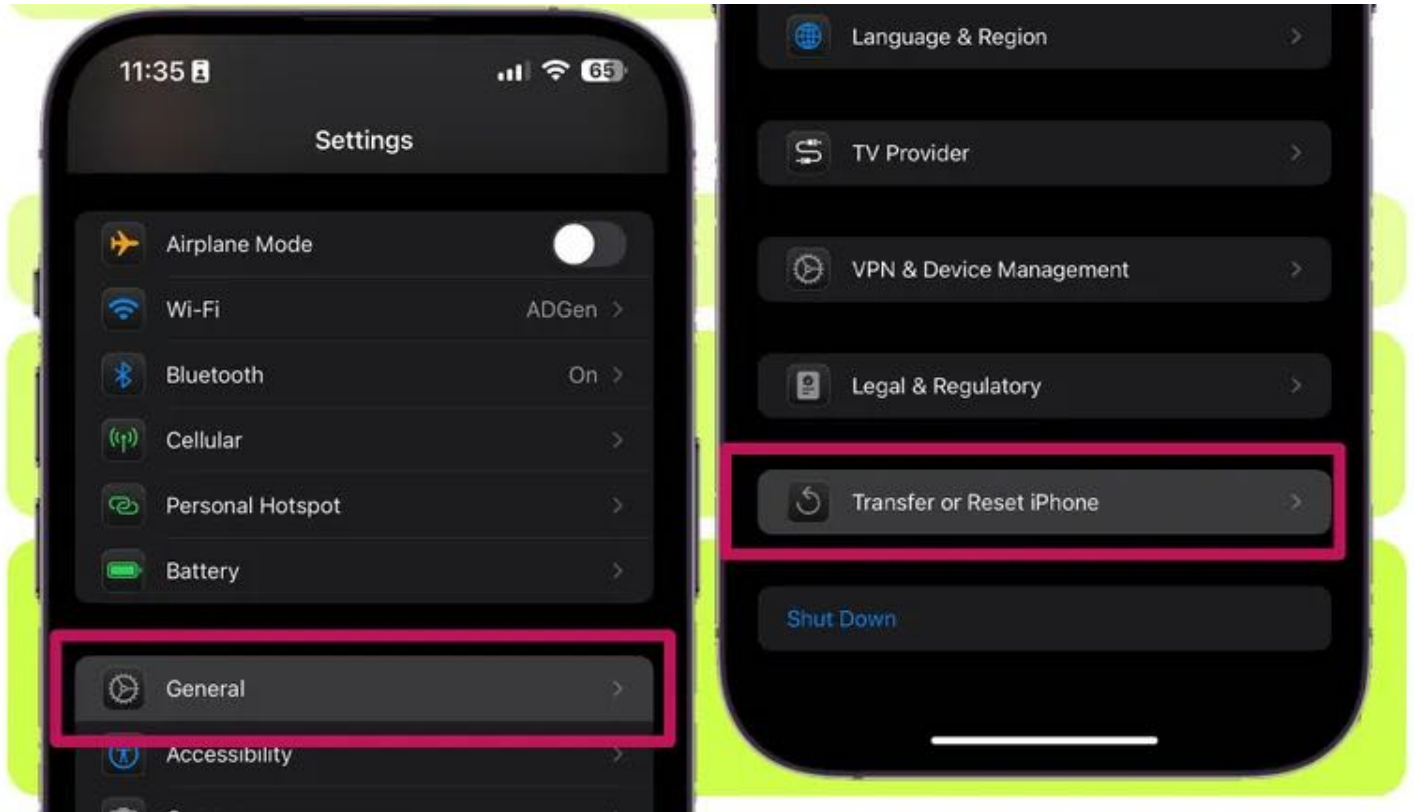 11:35
65
Settings
Airplane Mode
Wi-Fi ADGen
Bluetooth On
Cellular
Personal Hotspot
Battery
General
Accessibility
Language & Region
TV Provider
VPN & Device Management
Legal & Regulatory
Transfer or Reset iPhone
Shut Down